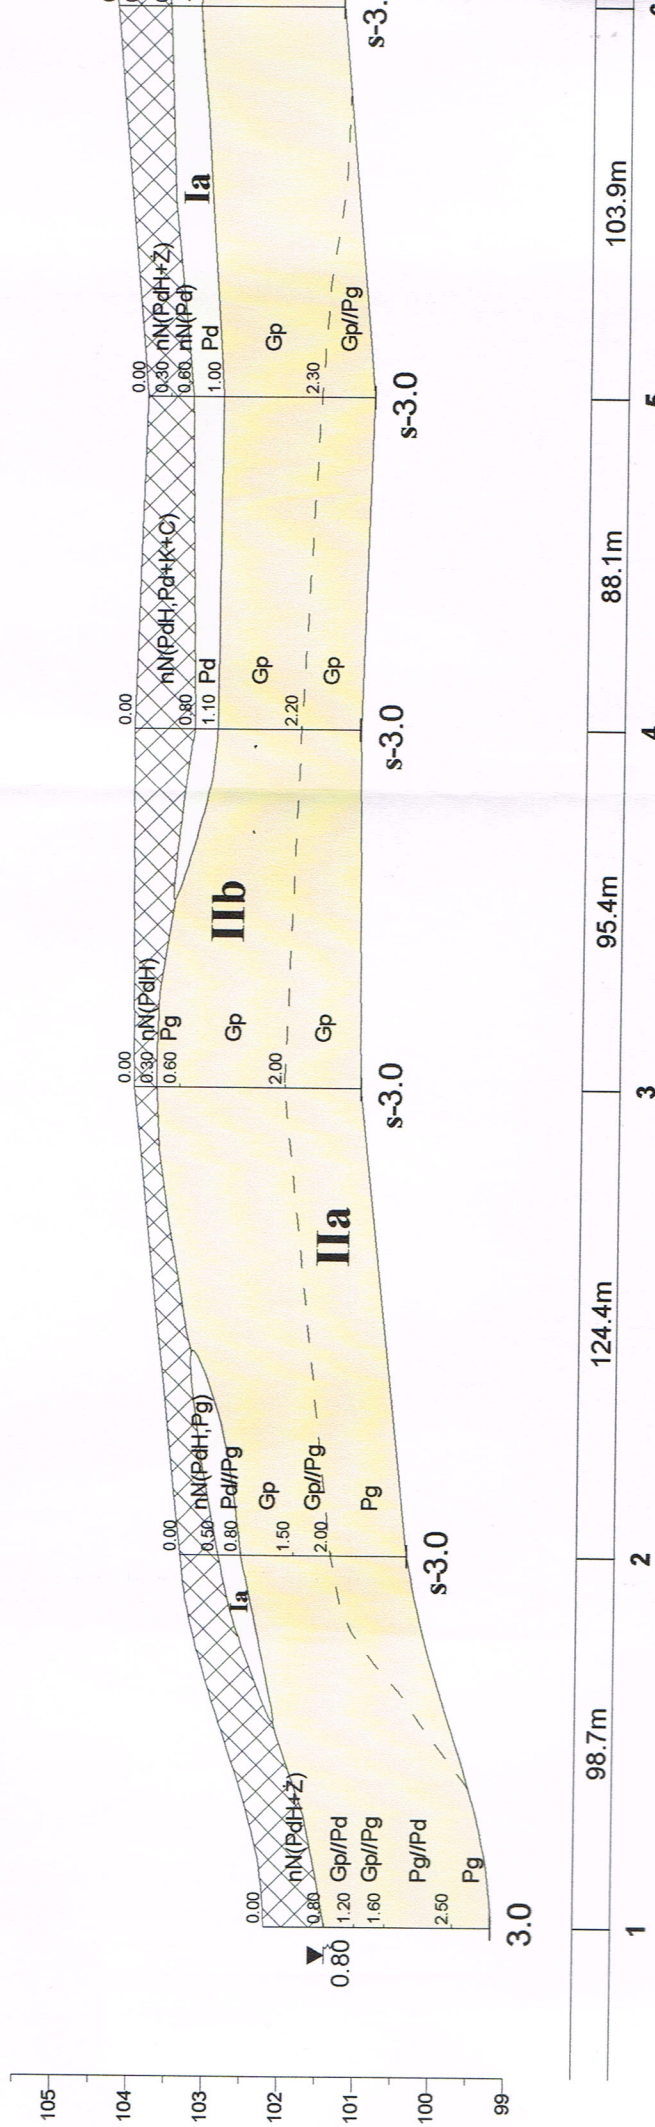 105
104
103
102
101
100
99
0.80
0.00
nN(PdH+Ż)
0.80
Gp//Pd
1.20
Gp//Pg
1.60
Pg//Pd
2.50
Pg
3.0
Ia
0.00
nN(PdH,Pg)
0.50
Pd//Pg
0.80
Gp
1.50
Gp//Pg
2.00
Pg
s-3.0
IIa
0.00
nN(PdH)
0.30
Pg
0.60
Gp
2.00
Gp
s-3.0
IIb
0.00
nN(PdH,Pd+K+C)
0.80
Pd
1.10
Gp
2.20
Gp
s-3.0
0.00
nN(PdH+Ż)
0.30
nN(Pd)
0.60
Pd
1.00
Gp
2.30
Gp//Pg
s-3.0
Ia
s-3.
98.7m
124.4m
95.4m
88.1m
103.9m
1
2
3
4
5